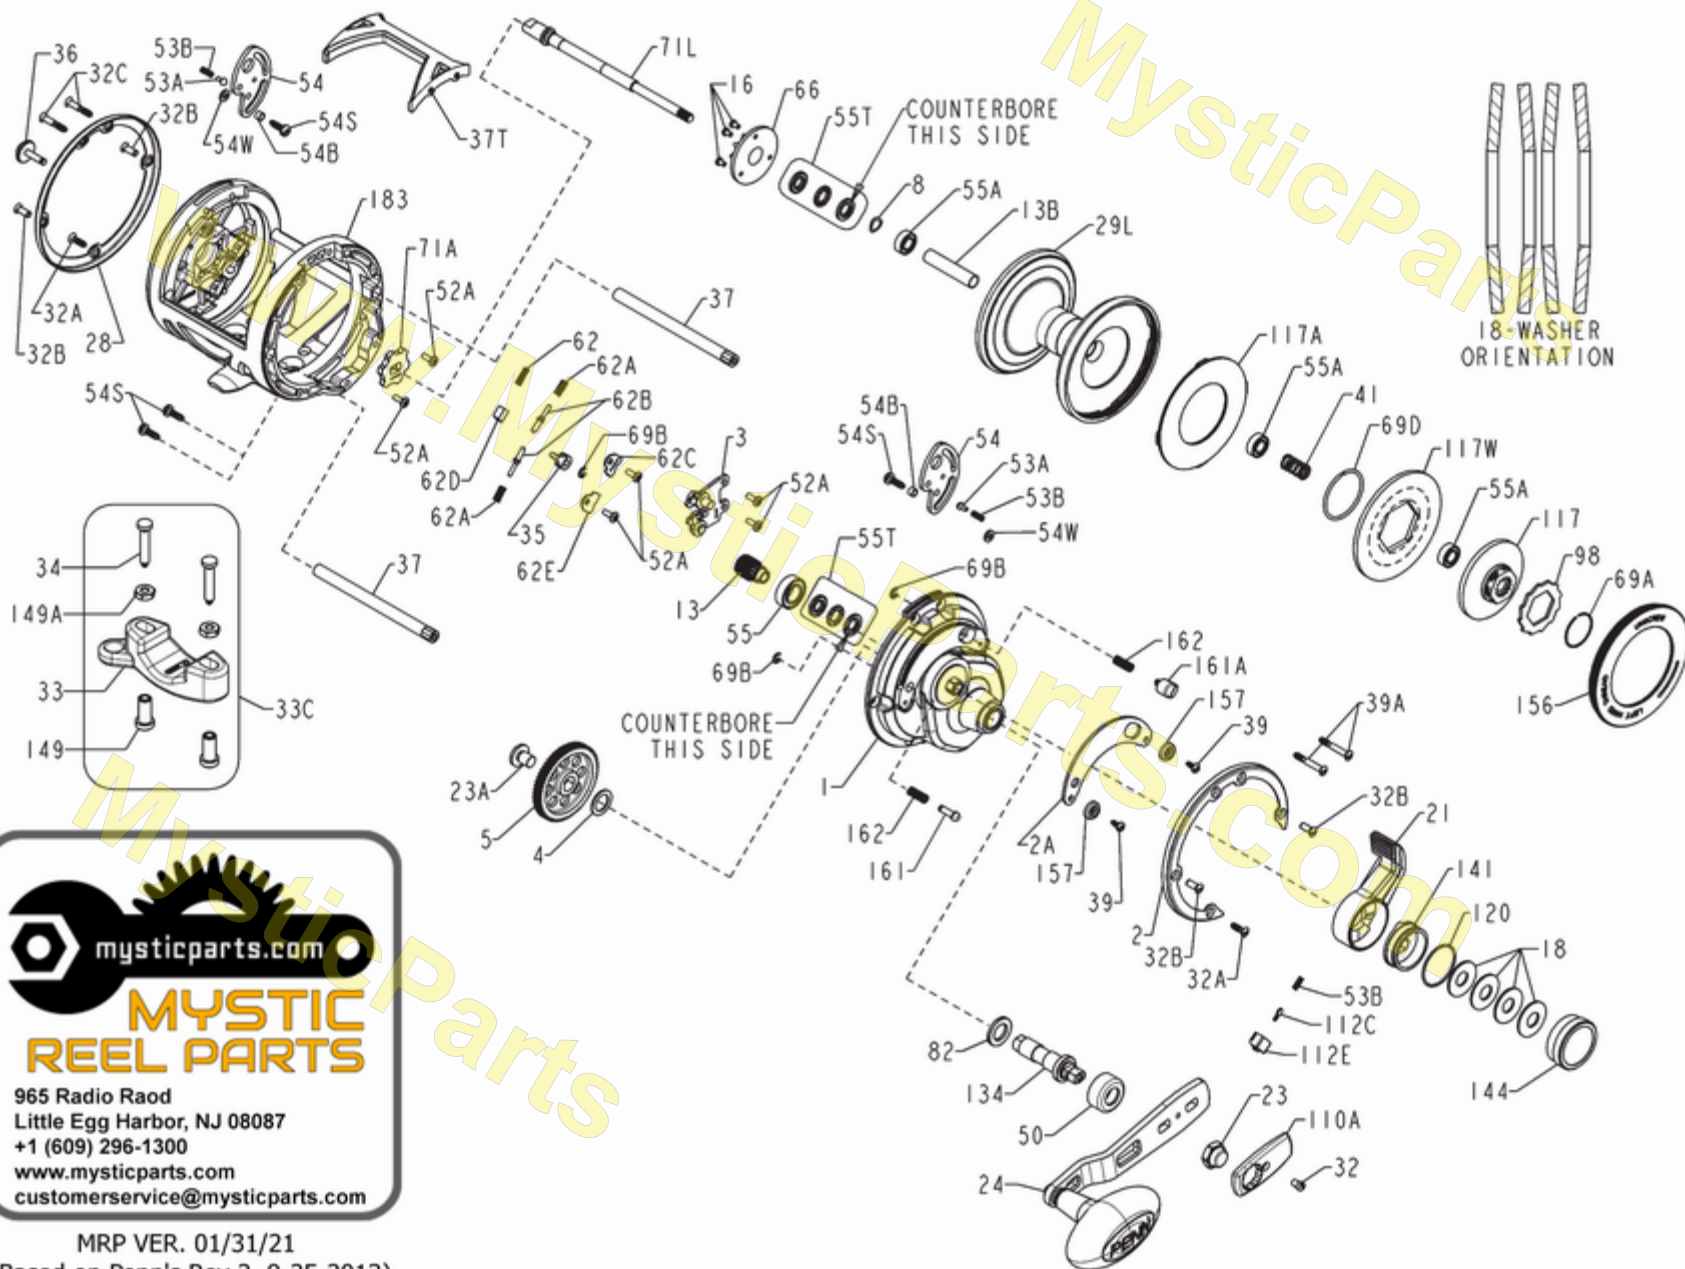 36
32C
53B
53A
54
54W
54B
54S
32B
37T
71L
16
66
55T
COUNTERBORE
THIS SIDE
8
55A
13B
29L
183
71A
52A
37
32A
32B
28
54S
52A
62
62A
62B
69B
62C
62D
62A
35
62E
52A
3
52A
54B
54S
54
53A
53B
54W
117A
55A
41
69D
117W
55A
117
98
69A
156
18-WASHER
ORIENTATION
34
149A
33
149
33C
37
13
55
55T
69B
69B
COUNTERBORE
THIS SIDE
23A
5
4
1
162
161A
157
39
39A
162
161
2A
157
39
2
32B
32B
32A
21
141
120
18
53B
112C
112E
144
82
134
50
24
23
110A
32
PENN
www.MysticParts.com
MysticParts
MysticParts
mysticparts.com
MYSTIC
REEL PARTS
965 Radio Raod
Little Egg Harbor, NJ 08087
+1 (609) 296-1300
www.mysticparts.com
customerservice@mysticparts.com
MRP VER. 01/31/21